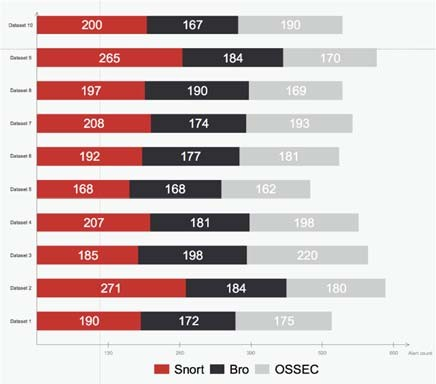 Dataset 10 200 167 190
Dataset 9 265 184 170
Dataset 8 197 190 169
Dataset 7 208 174 193
Dataset 6 192 177 181
Dataset 5 168 168 162
Dataset 4 207 181 198
Dataset 3 185 198 220
Dataset 2 271 184 180
Dataset 1 190 172 175
130 260 390 520 650 Alert count
Snort Bro OSSEC